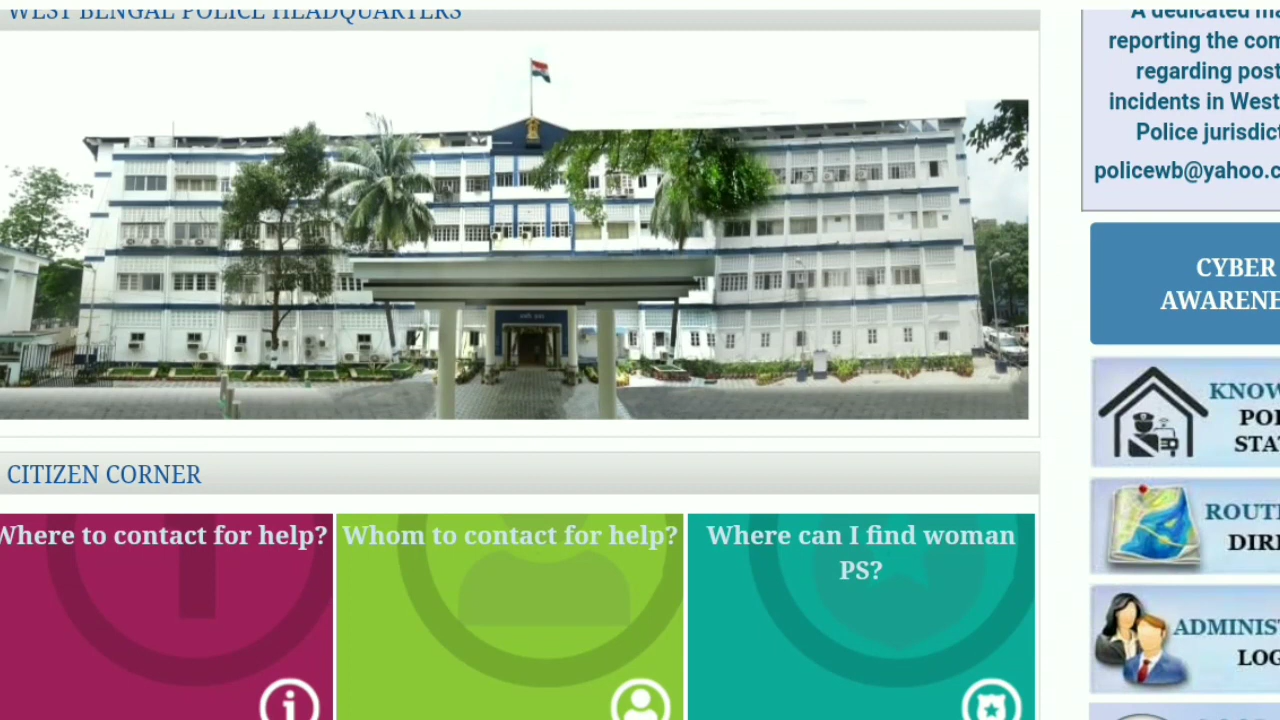 WEST BENGAL POLICE HEADQUARTERS
CITIZEN CORNER
Where to contact for help?
Whom to contact for help?
Where can I find woman
PS?
A dedicated ma
reporting the com
regarding post
incidents in West
Police jurisdict
policewb@yahoo.c
CYBER
AWARENE
KNOW
POL
STA
ROUT
DIRE
ADMINIST
LOG